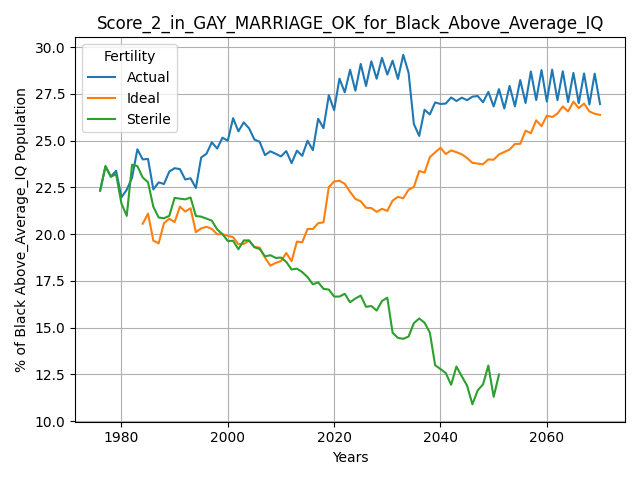 Score_2_in_GAY_MARRIAGE_OK_for_Black_Above_Average_IQ
% of Black Above_Average_IQ Population
30.0
27.5
25.0
22.5
20.0
17.5
15.0
12.5
10.0
Fertility
Actual
Ideal
Sterile
1980
2000
2020
2040
2060
Years